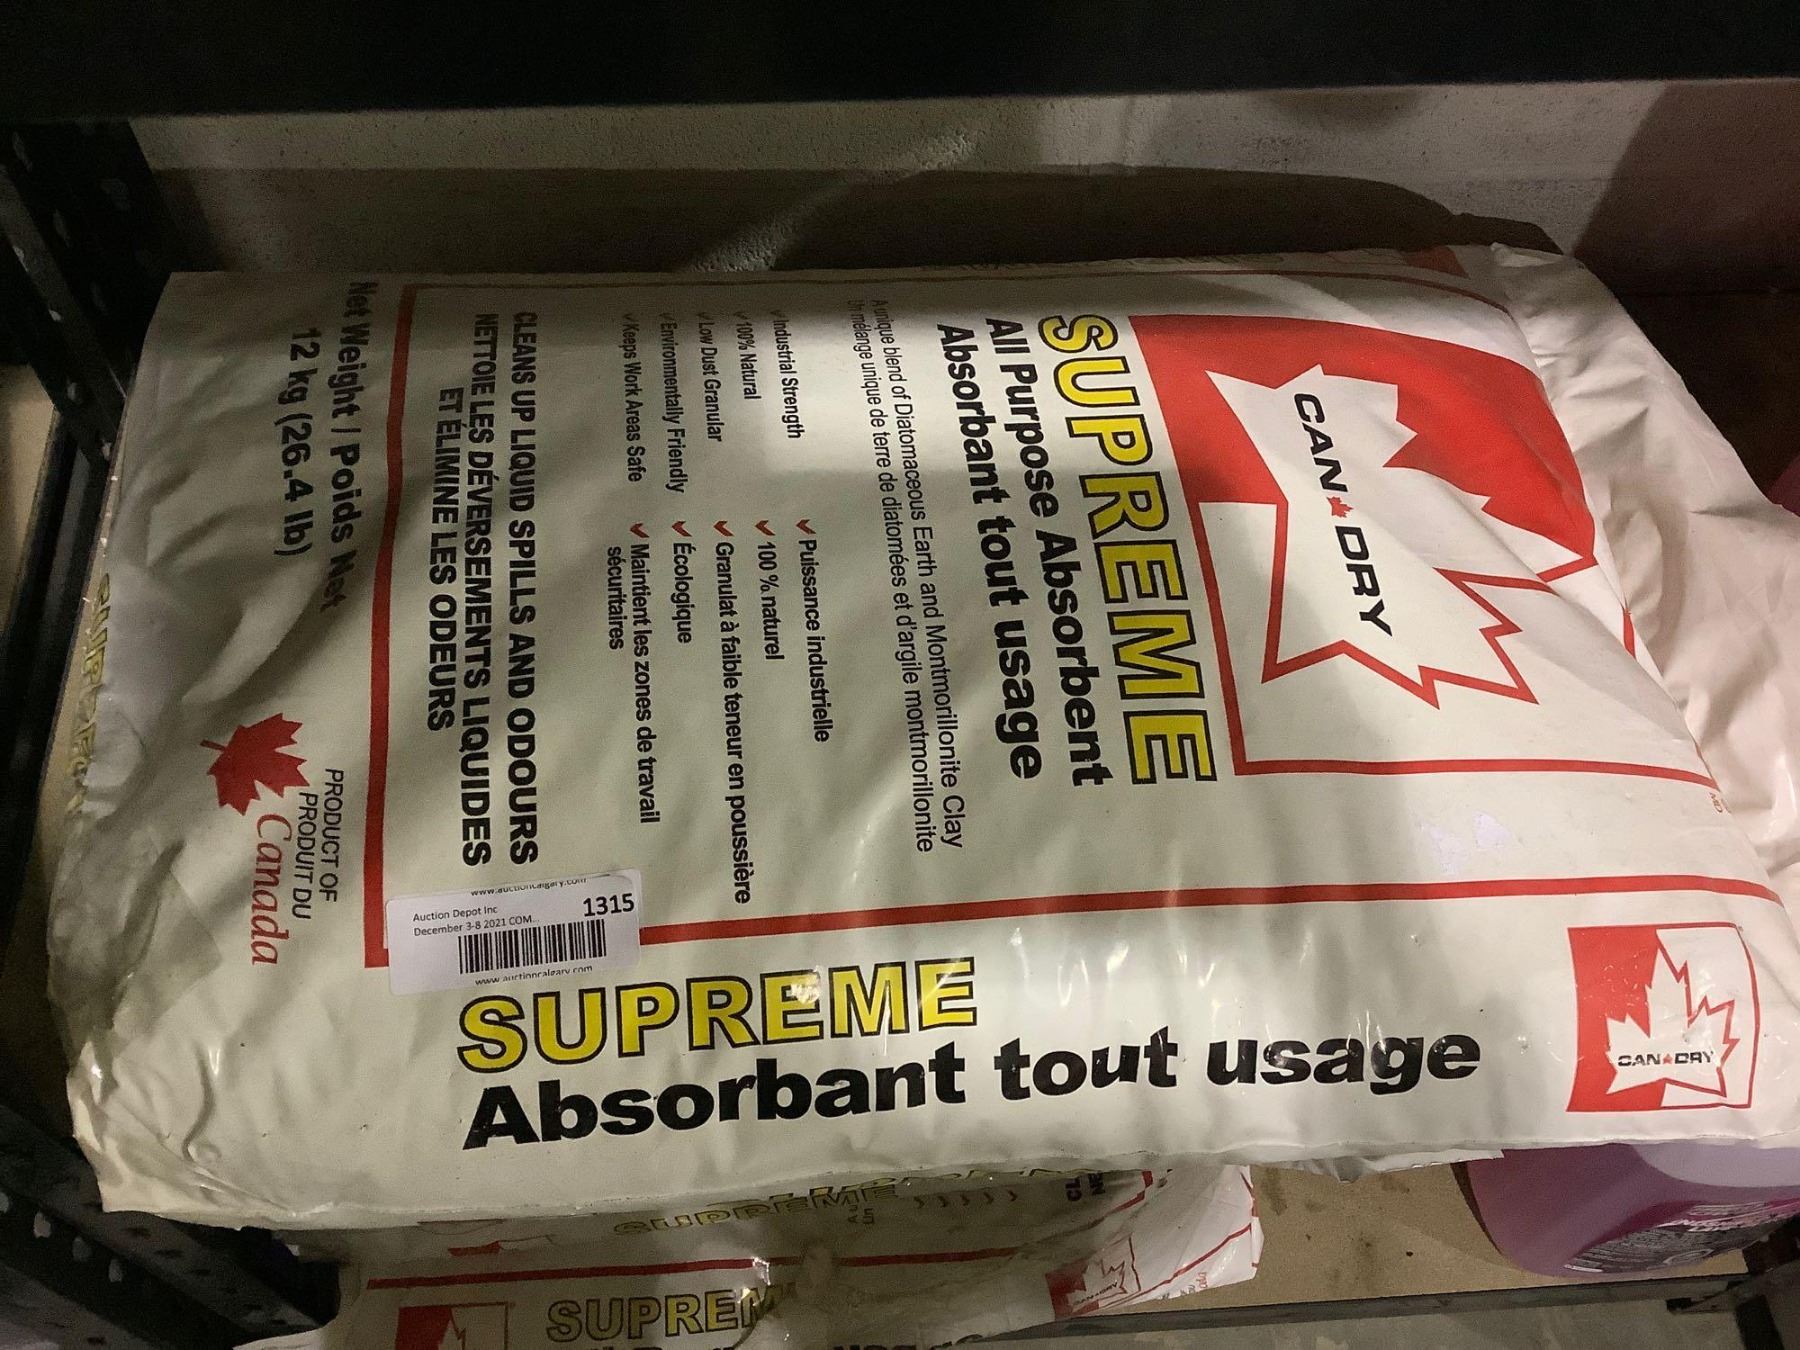 CAN DRY
SUPREME
All Purpose Absorbent
Absorbant tout usage
A unique blend of Diatomaceous Earth and Montmorillonite Clay
Un mélange unique de terre de diatomées et d'argile montmorillonite
✓ Industrial Strength
✓ 100% Natural
✓ Low Dust Granular
✓ Environmentally Friendly
✓ Keeps Work Areas Safe
✓ Puissance industrielle
✓ 100 % naturel
✓ Granulat à faible teneur en poussière
✓ Écologique
✓ Maintient les zones de travail
sécuritaires
CLEANS UP LIQUID SPILLS AND ODOURS
NETTOIE LES DÉVERSEMENTS LIQUIDES
ET ÉLIMINE LES ODEURS
Net Weight / Poids Net
12 kg (26.4 lb)
PRODUCT OF
PRODUIT DU
Canada
www.auctioncalgary.com
Auction Depot Inc
1315
December 3-8 2021 COM...
www.auctioncalgary.com
SUPREME
Absorbant tout usage
CAN DRY
SUPREME
SUPREM